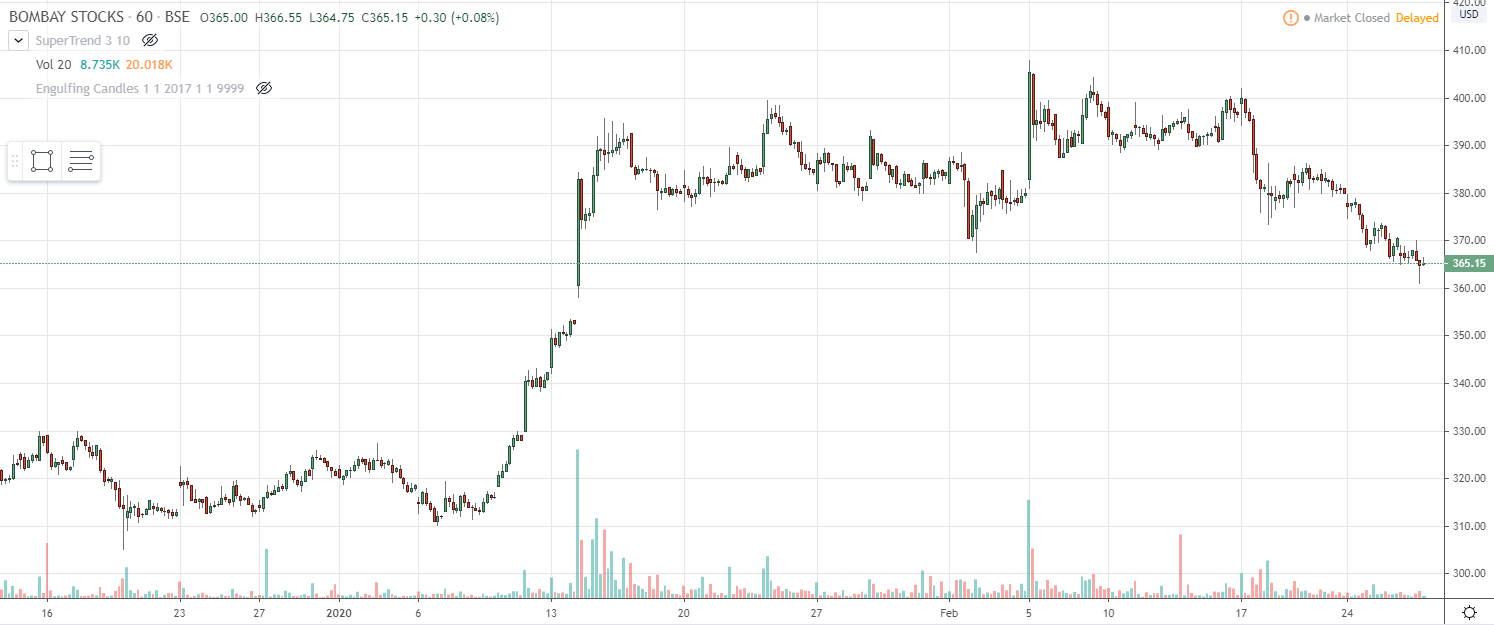 BOMBAY STOCKS · 60 · BSE O365.00 H366.55 L364.75 C365.15 +0.30 (+0.08%)
Market Closed Delayed
SuperTrend 3 10
Vol 20 8.735K 20.018K
Engulfing Candles 1 1 2017 1 1 9999
420.00
USD
410.00
400.00
390.00
380.00
370.00
365.15
360.00
350.00
340.00
330.00
320.00
310.00
300.00
16 23 27 2020 6 13 20 27 Feb 5 10 17 24